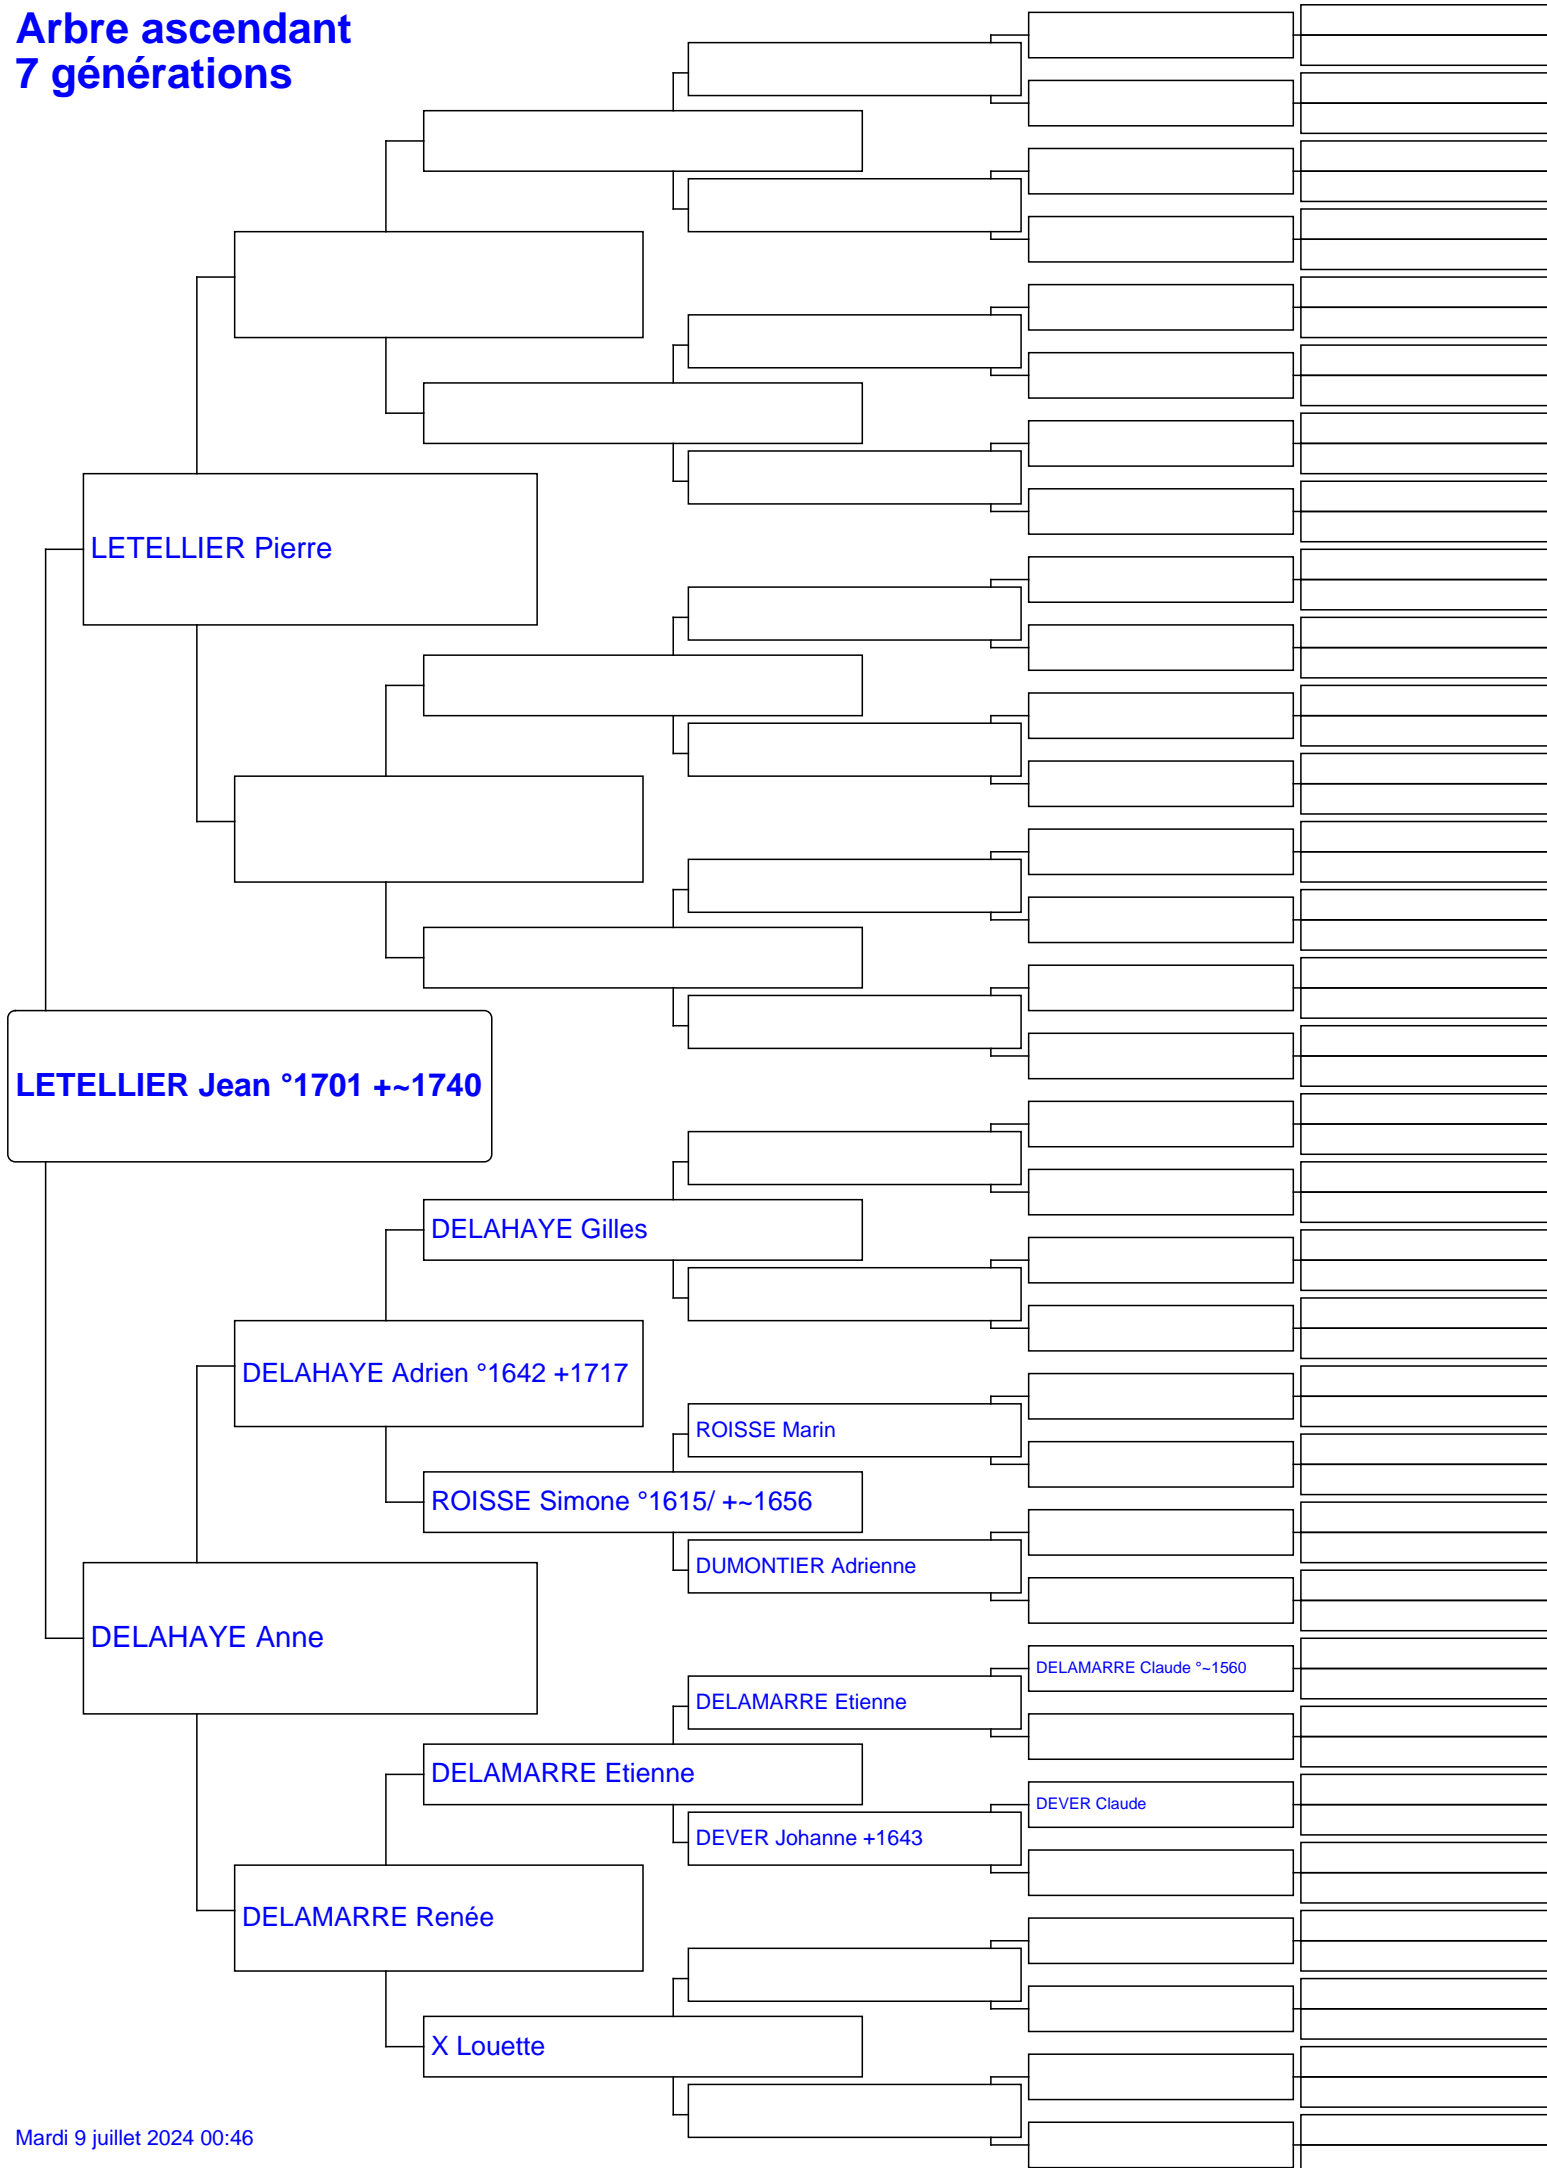 Arbre ascendant
7 générations
LETELLIER Pierre
LETELLIER Jean °1701 +~1740
DELAHAYE Gilles
DELAHAYE Adrien °1642 +1717
ROISSE Marin
ROISSE Simone °1615/ +~1656
DUMONTIER Adrienne
DELAHAYE Anne
DELAMARRE Claude °~1560
DELAMARRE Etienne
DELAMARRE Etienne
DEVER Claude
DEVER Johanne +1643
DELAMARRE Renée
X Louette
Mardi 9 juillet 2024 00:46